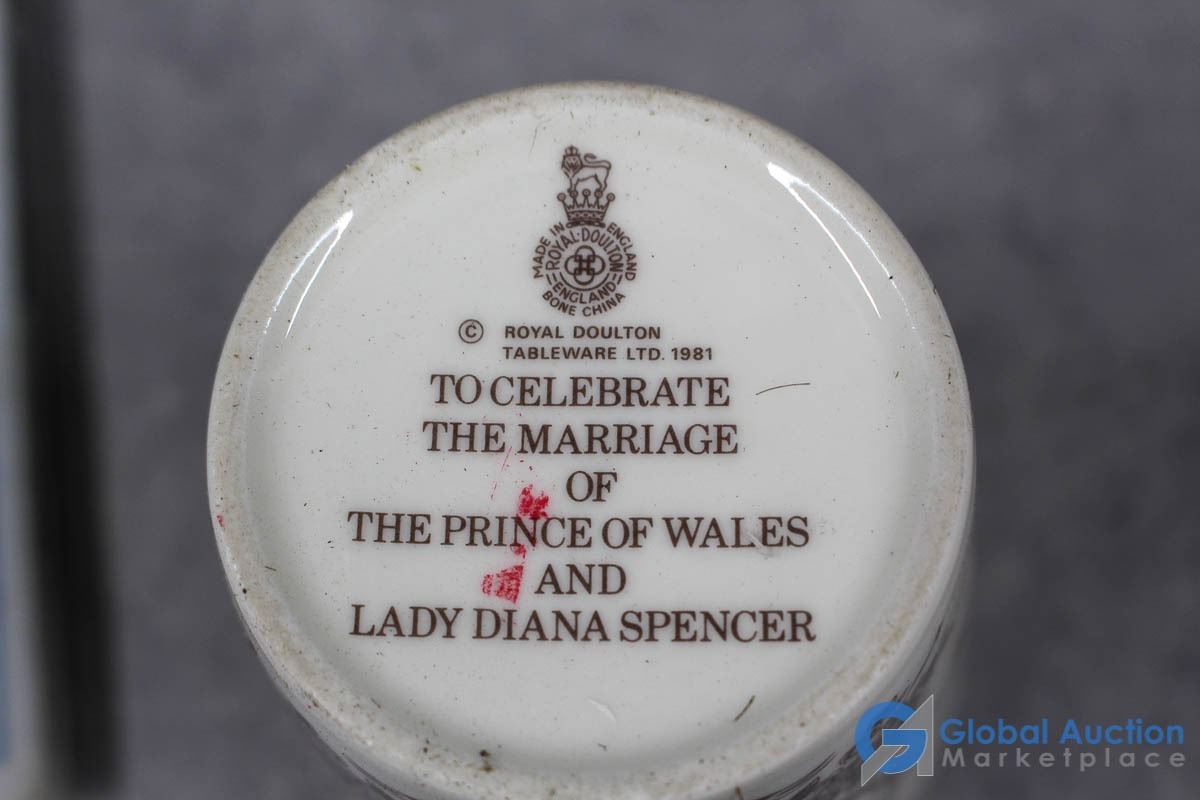 MADE IN ENGLAND
ROYAL·DOULTON
ENGLAND
BONE CHINA
© ROYAL DOULTON
TABLEWARE LTD. 1981
TO CELEBRATE
THE MARRIAGE
OF
THE PRINCE OF WALES
AND
LADY DIANA SPENCER
Global Auction
Marketplace